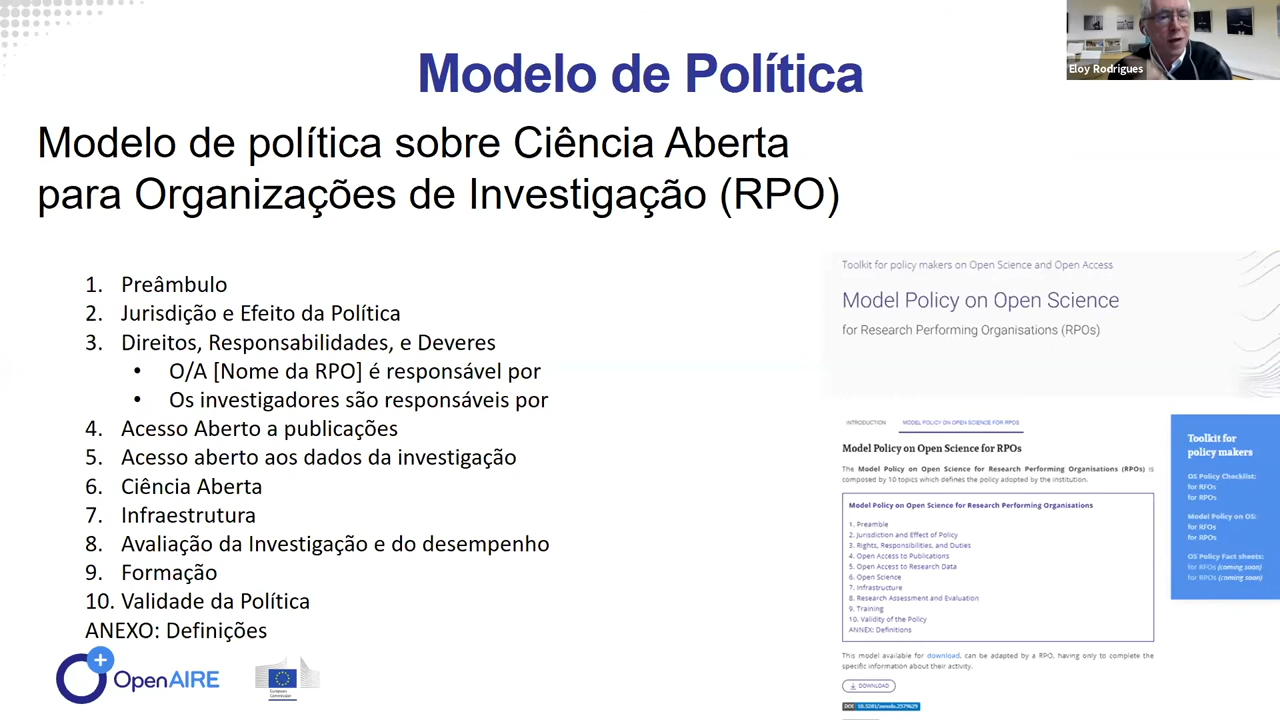 Modelo de Política
Eloy Rodrigues
Modelo de política sobre Ciência Aberta
para Organizações de Investigação (RPO)
1. Preâmbulo
2. Jurisdição e Efeito da Política
3. Direitos, Responsabilidades, e Deveres
• O/A [Nome da RPO] é responsável por
• Os investigadores são responsáveis por
4. Acesso Aberto a publicações
5. Acesso aberto aos dados da investigação
6. Ciência Aberta
7. Infraestrutura
8. Avaliação da Investigação e do desempenho
9. Formação
10. Validade da Política
ANEXO: Definições
OpenAIRE
European
Commission
Toolkit for policy makers on Open Science and Open Access
Model Policy on Open Science
for Research Performing Organisations (RPOs)
INTRODUCTION
MODEL POLICY ON OPEN SCIENCE FOR RPOS
Model Policy on Open Science for RPOs
The Model Policy on Open Science for Research Performing Organisations (RPOs) is
composed by 10 topics which defines the policy adopted by the institution.
Model Policy on Open Science for Research Performing Organisations
1. Preamble
2. Jurisdiction and Effect of Policy
3. Rights, Responsibilities, and Duties
4. Open Access to Publications
5. Open Access to Research Data
6. Open Science
7. Infrastructure
8. Research Assessment and Evaluation
9. Training
10. Validity of the Policy
ANNEX: Definitions
This model available for download, can be adapted by a RPO, having only to complete the
specific information about their activity.
DOWNLOAD
DOI 10.5281/zenodo.2579629
Toolkit for
policy makers
OS Policy Checklist:
for RFOs
for RPOs
Model Policy on OS:
for RFOs
for RPOs
OS Policy Fact sheets:
for RFOs (coming soon)
for RPOs (coming soon)